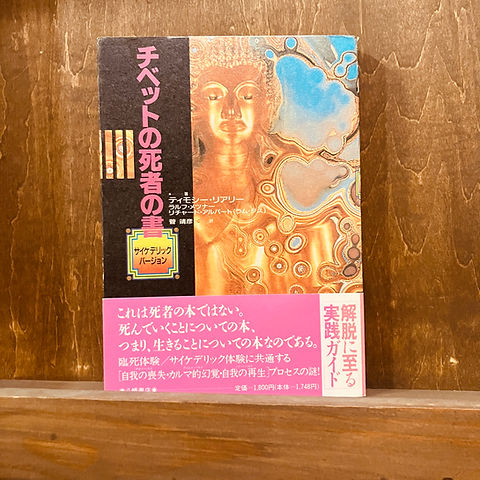 チベットの死者の書
サイケデリック
バージョン
著
ティモシー・リアリー
ラルフ・メツナー
リチャード・アルパート(ラム・ダス)
菅 靖彦 訳
これは死者の本ではない。
死んでいくことについての本、
つまり、生きることについての本なのである。
臨死体験/サイケデリック体験に共通する
[自我の喪失・カルマ的幻覚・自我の再生]プロセスの謎!
定価-1,800円(本体-1,748円)
解脱に至る
実践ガイド